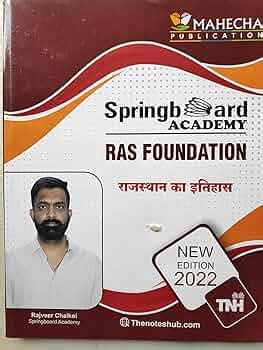 MAHECHA
PUBLICATION
Springboard
ACADEMY
RAS FOUNDATION
राजस्थान का इतिहास
NEW
EDITION
2022
TNH
Rajveer Chalkoi
Springboard Academy
Thenoteshub.com